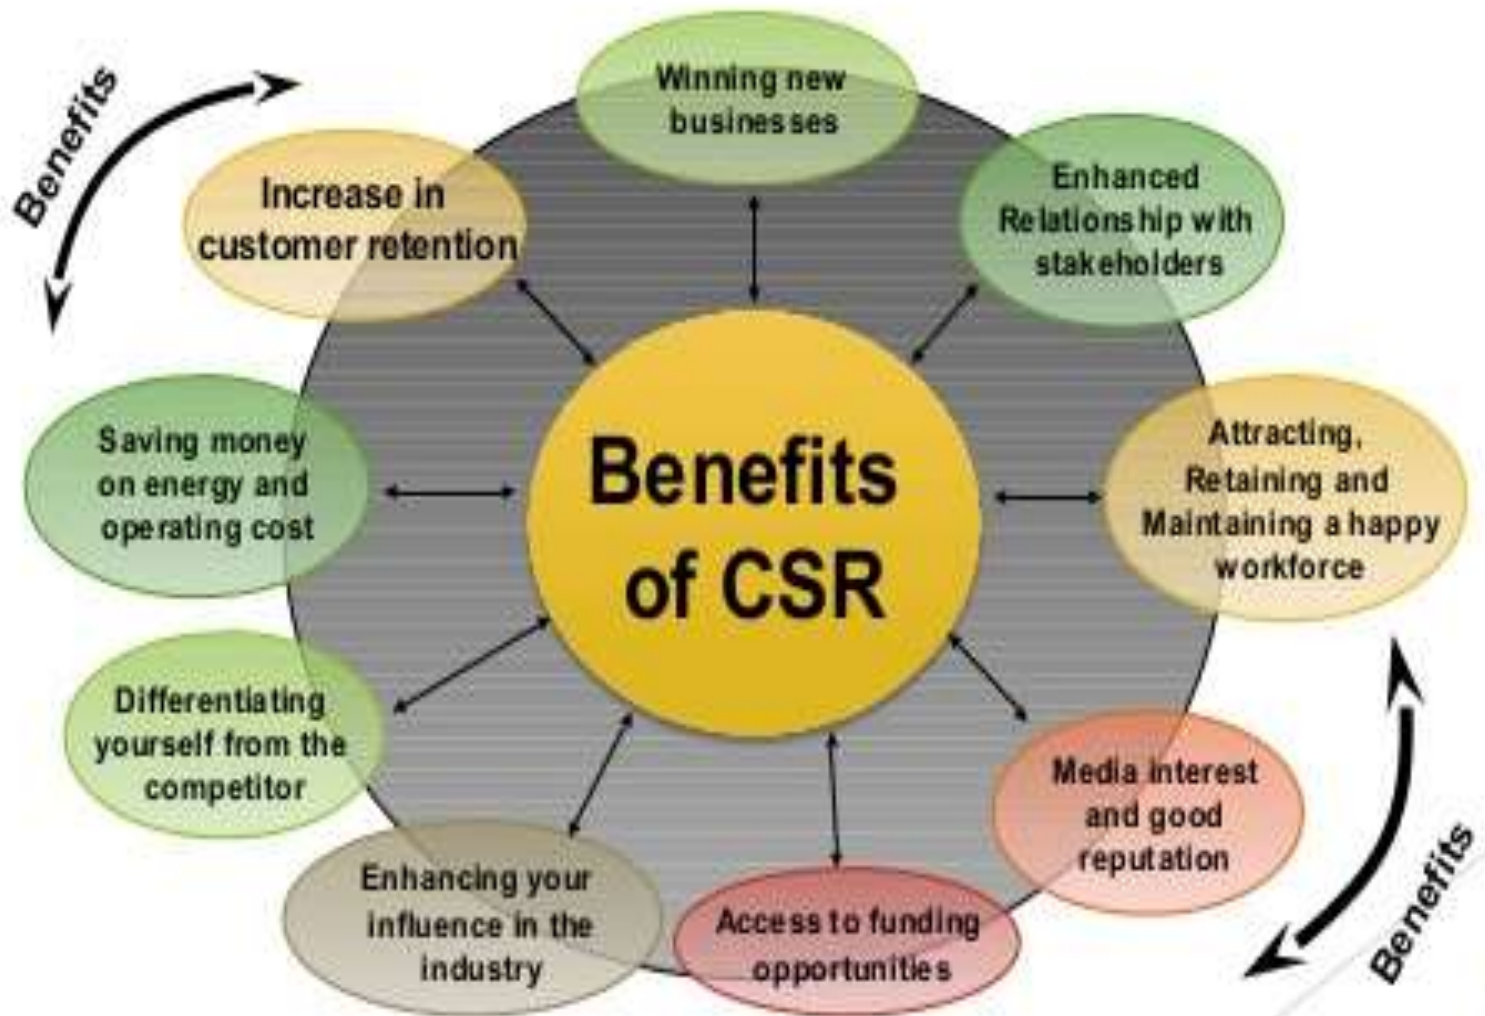 Benefits
Winning new
businesses
Enhanced
Relationship with
stakeholders
Increase in
customer retention
Attracting,
Retaining and
Maintaining a happy
workforce
Saving money
on energy and
operating cost
Benefits
of CSR
Differentiating
yourself from the
competitor
Media interest
and good
reputation
Enhancing your
influence in the
industry
Access to funding
opportunities
Benefits